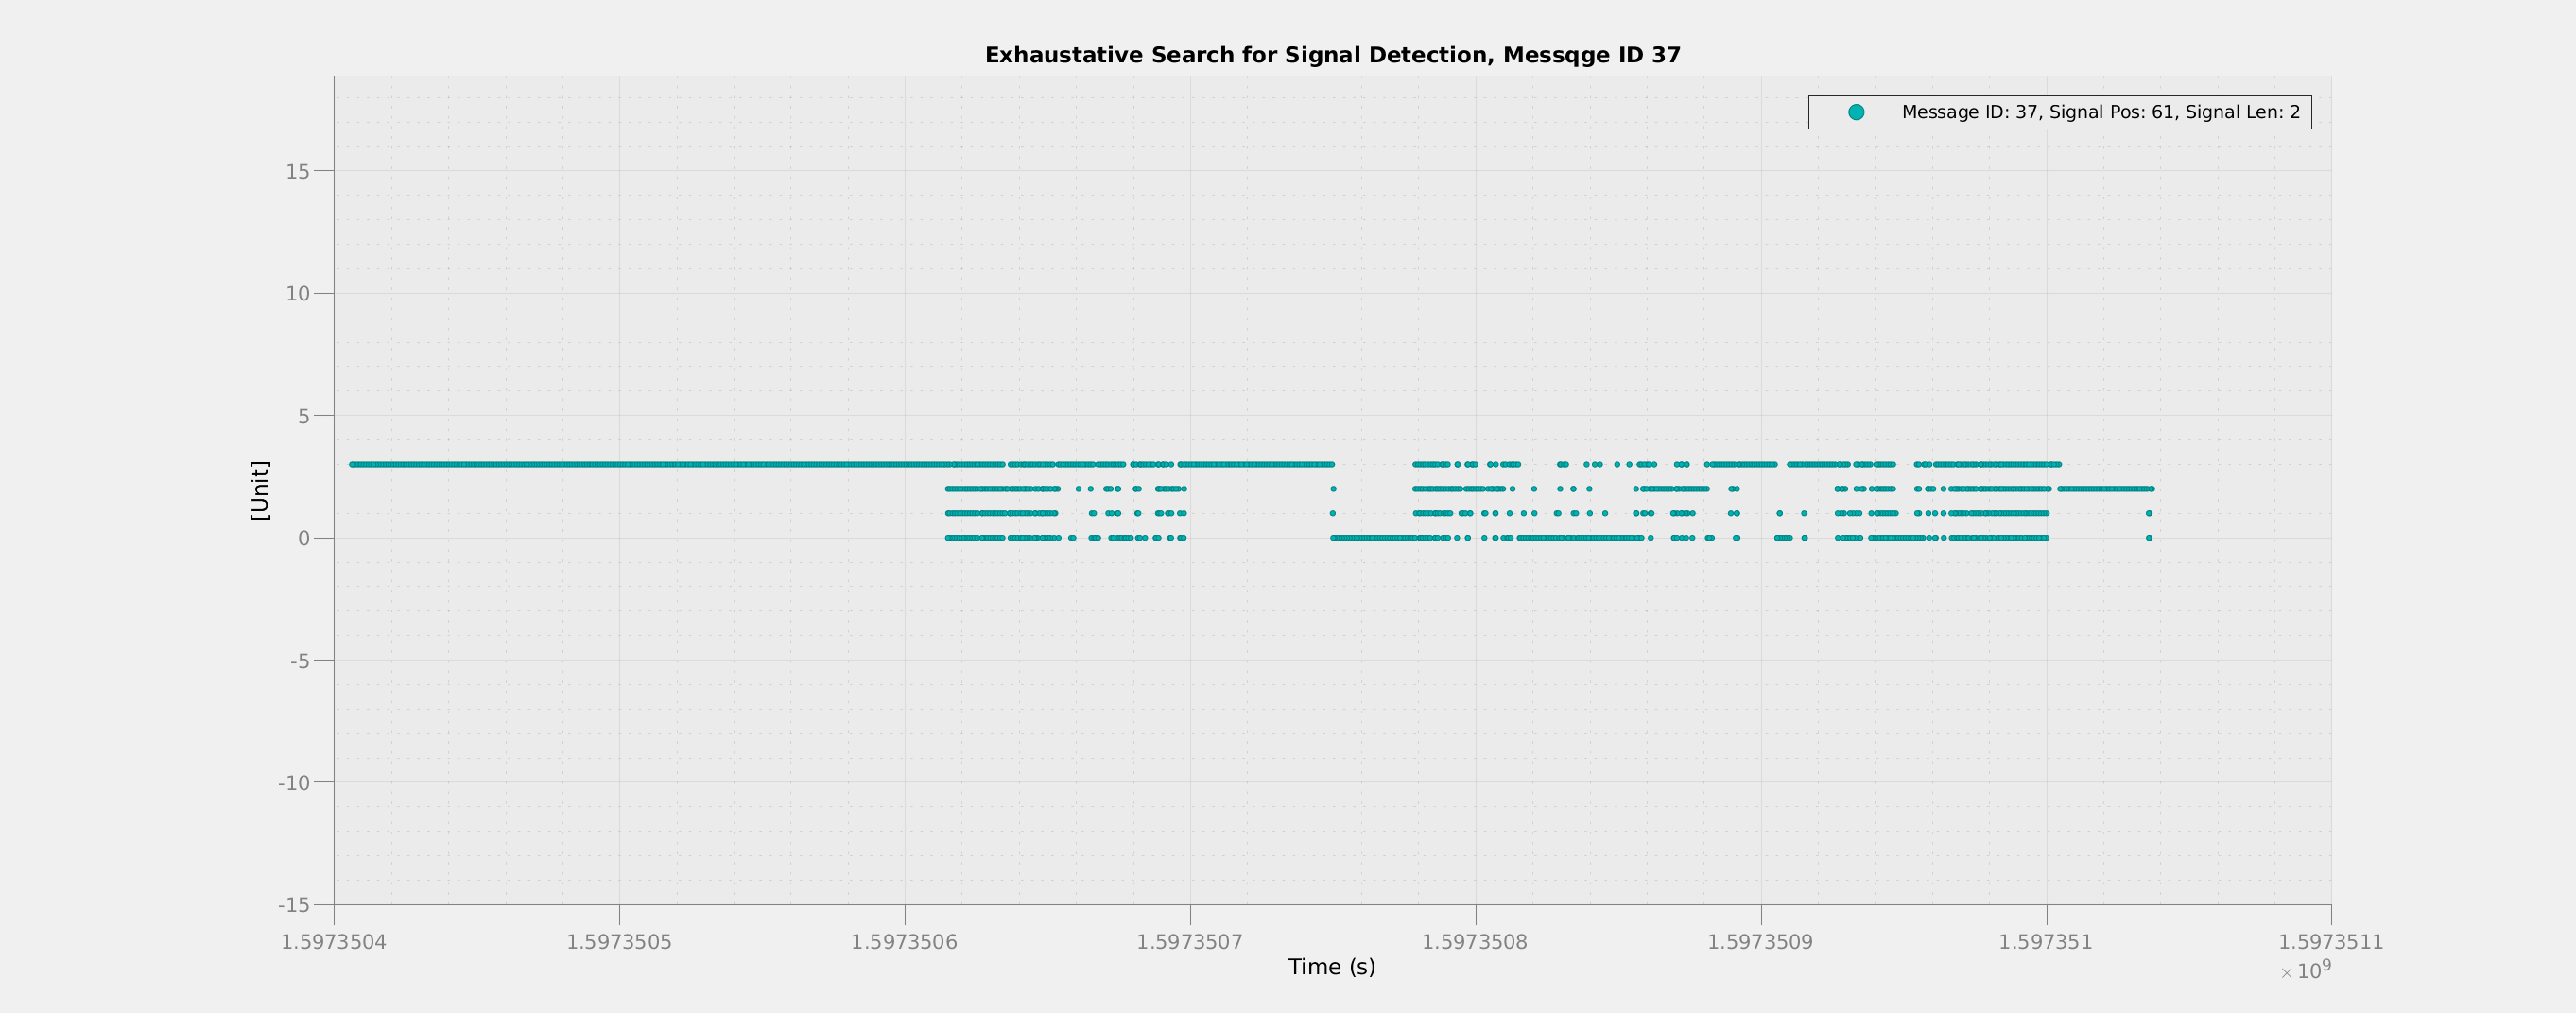 Exhaustative Search for Signal Detection, Messqge ID 37
Message ID: 37, Signal Pos: 61, Signal Len: 2
15
10
5
0
-5
-10
-15
[Unit]
1.5973504 1.5973505 1.5973506 1.5973507 1.5973508 1.5973509 1.597351 1.5973511
Time (s)
× 10⁹